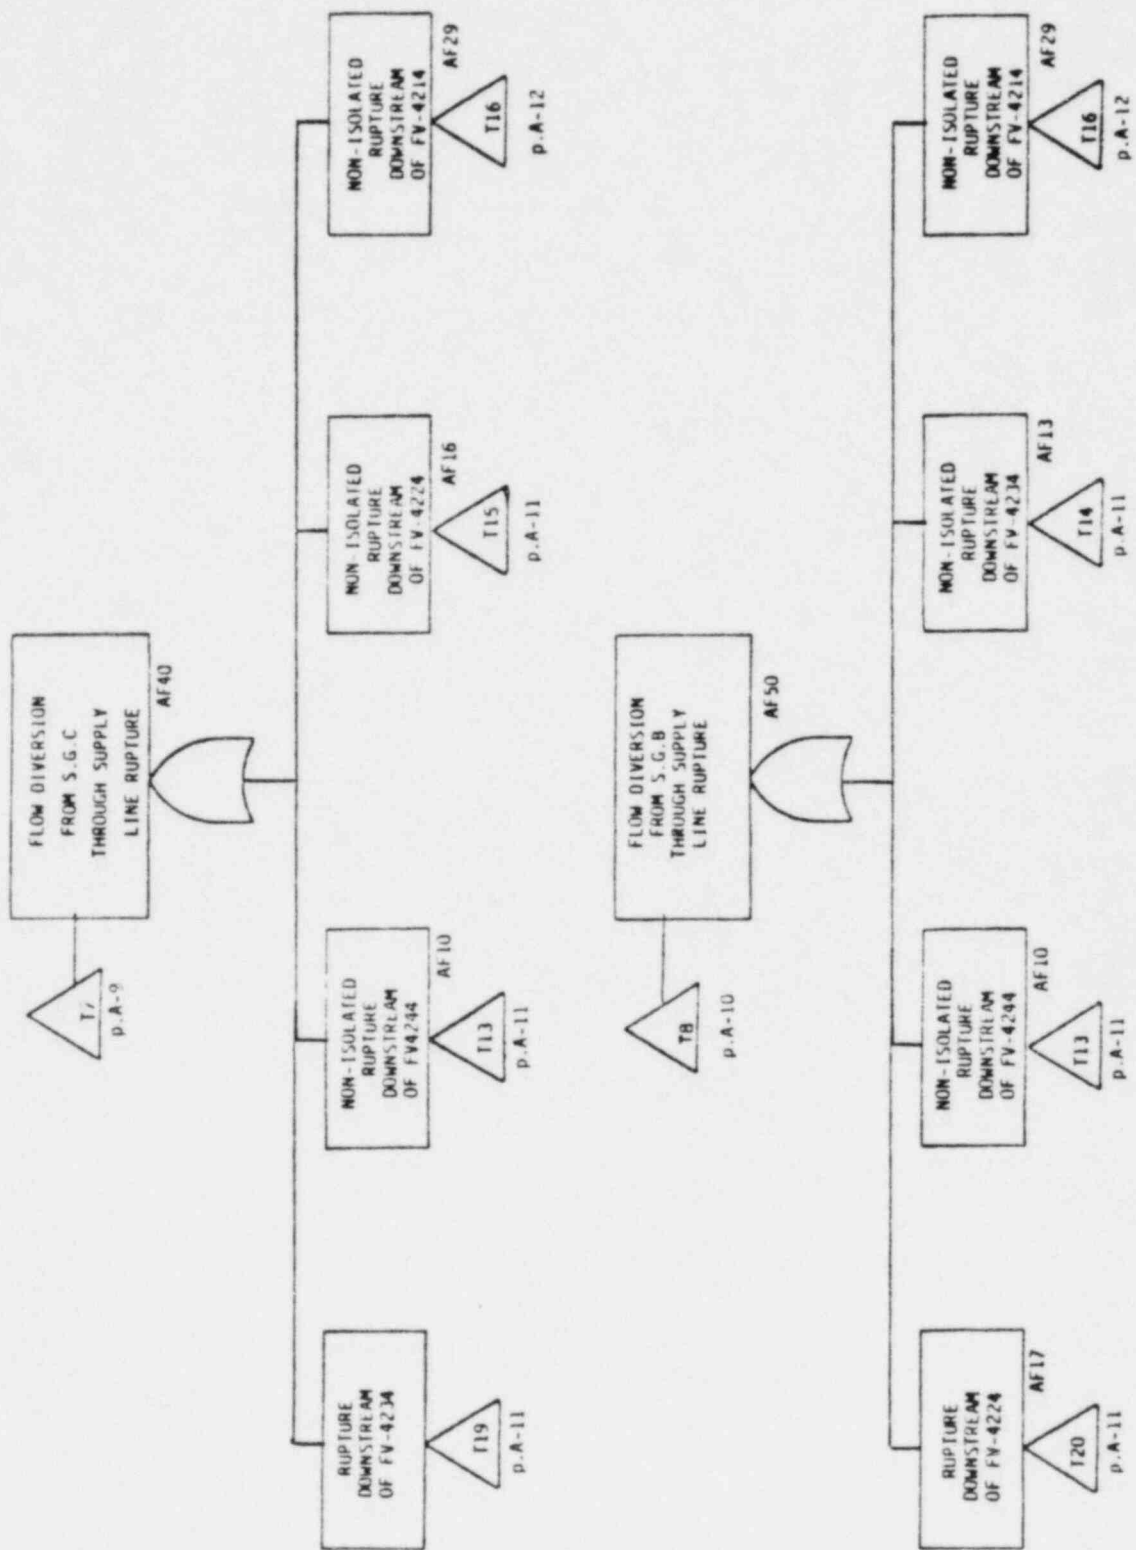 T7
p.A-9
FLOW DIVERSION
FROM S.G.C
THROUGH SUPPLY
LINE RUPTURE
AF40
RUPTURE
DOWNSTREAM
OF FV-4234
T19
p.A-11
NON-ISOLATED
RUPTURE
DOWNSTREAM
OF FV4244
AF10
T13
p.A-11
NON-ISOLATED
RUPTURE
DOWNSTREAM
OF FV-4224
AF16
T15
p.A-11
NON-ISOLATED
RUPTURE
DOWNSTREAM
OF FV-4214
AF29
T16
p.A-12
T8
p.A-10
FLOW DIVERSION
FROM S.G.B
THROUGH SUPPLY
LINE RUPTURE
AF50
RUPTURE
DOWNSTREAM
OF FV-4224
AF17
T20
p.A-11
NON-ISOLATED
RUPTURE
DOWNSTREAM
OF FV-4244
AF10
T13
p.A-11
NON-ISOLATED
RUPTURE
DOWNSTREAM
OF FV-4234
AF13
T14
p.A-11
NON-ISOLATED
RUPTURE
DOWNSTREAM
OF FV-4214
AF29
T16
p.A-12